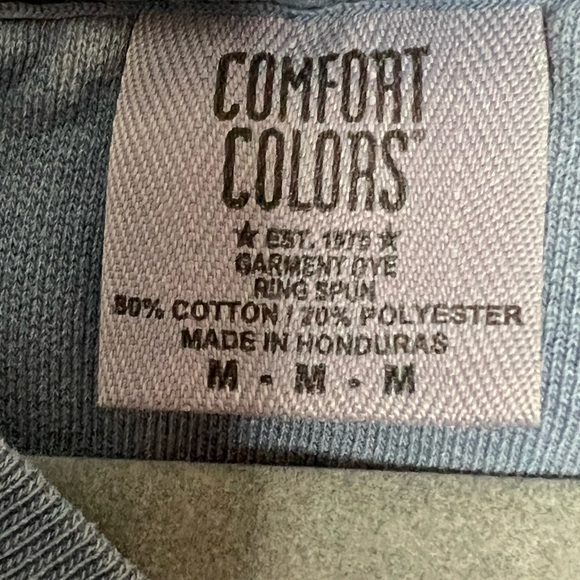 COMFORT
COLORS
★ EST. 1975 ★
GARMENT DYE
RING SPUN
80% COTTON / 20% POLYESTER
MADE IN HONDURAS
M - M - M